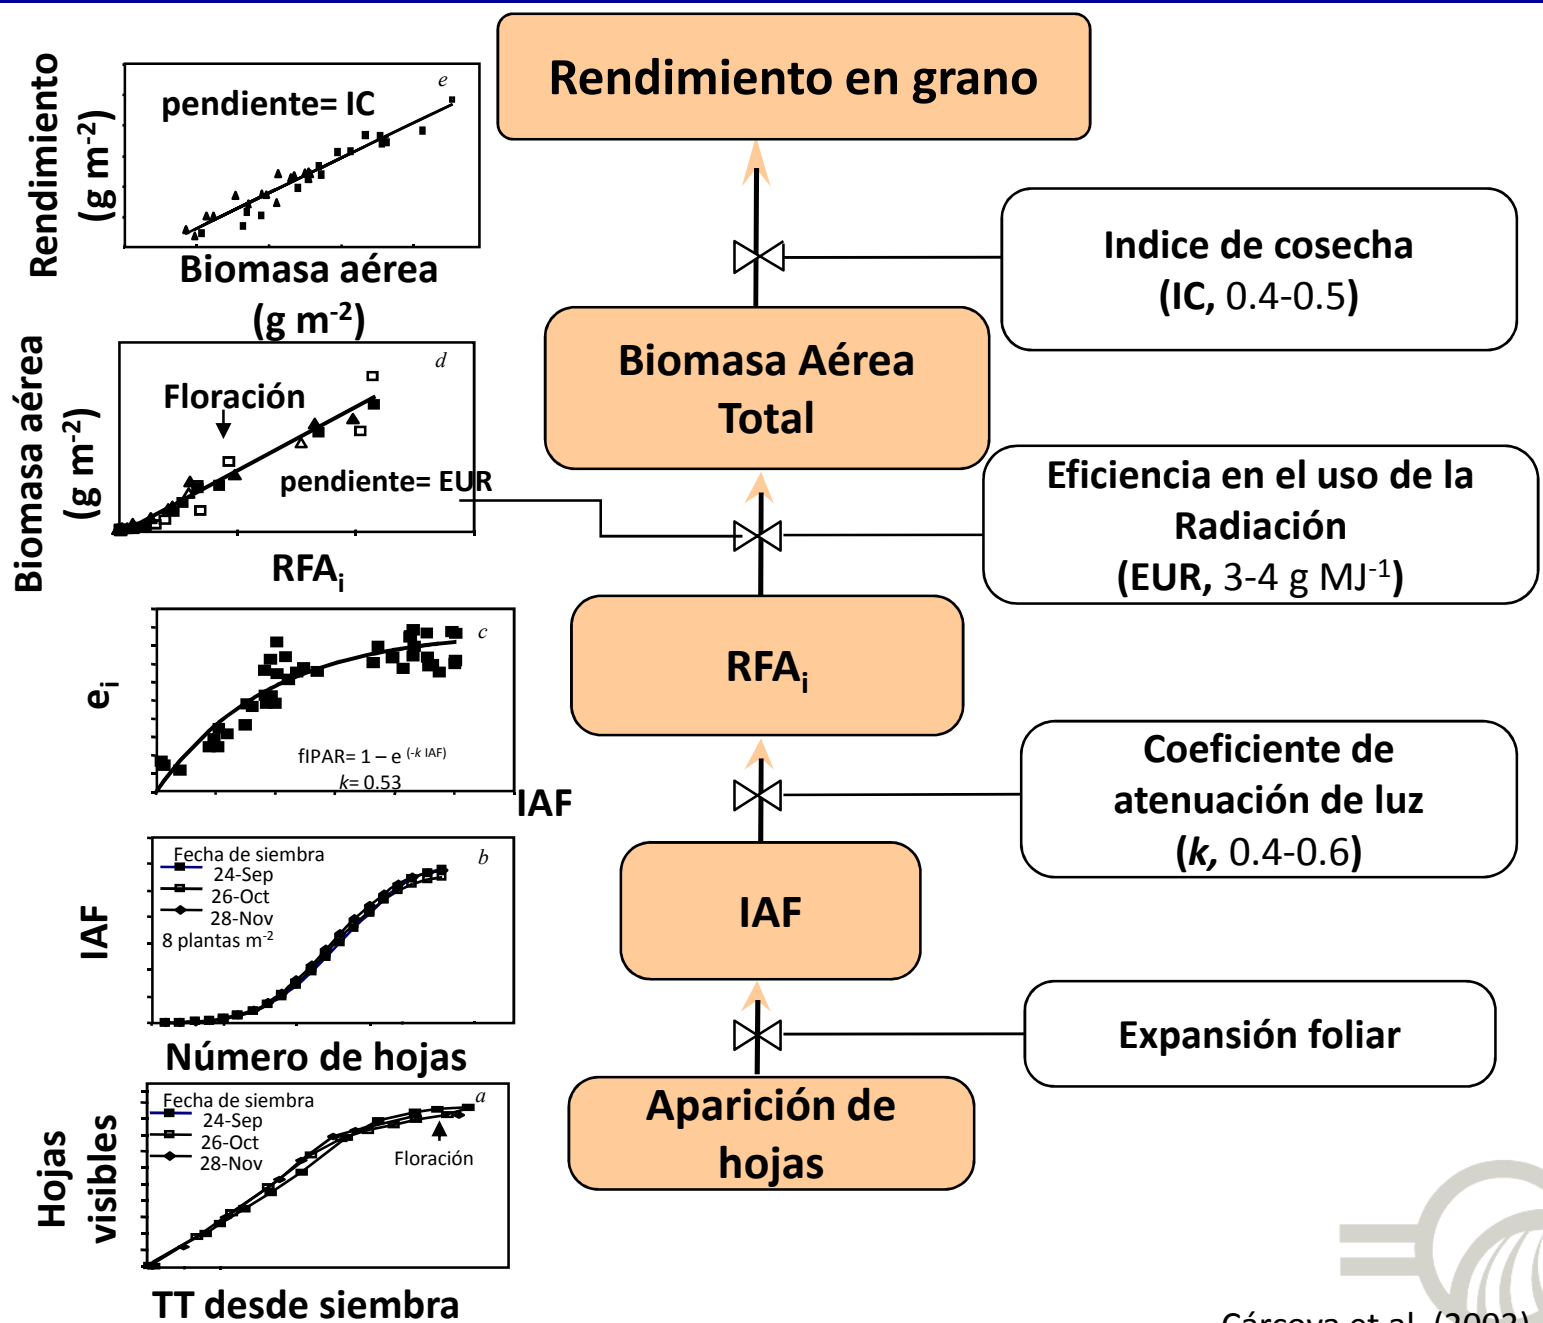 Rendimiento en grano
Rendimiento
(g m-2)
e
pendiente= IC
Biomasa aérea
(g m-2)
Indice de cosecha
(IC, 0.4-0.5)
Biomasa Aérea
Total
Biomasa aérea
(g m-2)
d
Floración
pendiente= EUR
RFAi
Eficiencia en el uso de la
Radiación
(EUR, 3-4 g MJ-1)
RFAi
ei
c
fIPAR= 1 – e (-k IAF)
k= 0.53
IAF
Coeficiente de
atenuación de luz
(k, 0.4-0.6)
IAF
IAF
b
Fecha de siembra
24-Sep
26-Oct
28-Nov
8 plantas m-2
Número de hojas
Expansión foliar
Aparición de
hojas
Hojas
visibles
a
Fecha de siembra
24-Sep
26-Oct
28-Nov
Floración
TT desde siembra
Cárcova et al. (2003)